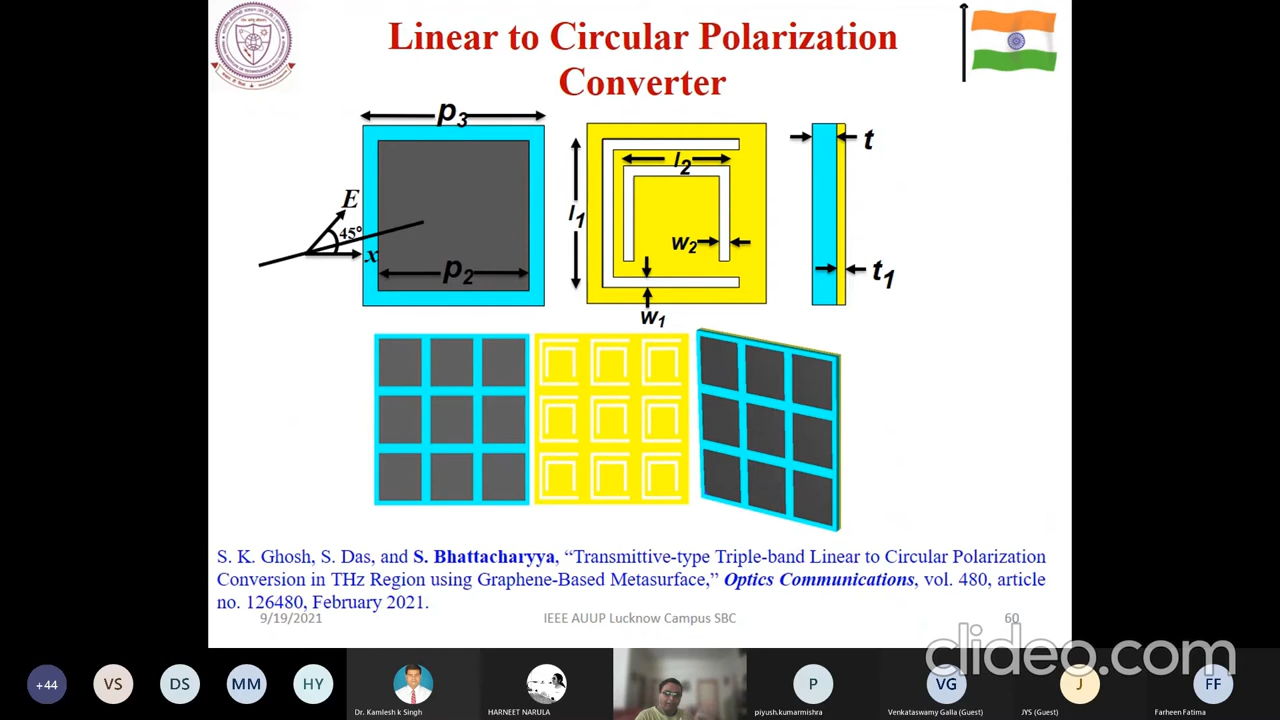 Linear to Circular Polarization
Converter
p3
E
45°
x
p2
l1
l2
w2
w1
t
t1
S. K. Ghosh, S. Das, and S. Bhattacharyya, “Transmittive-type Triple-band Linear to Circular Polarization
Conversion in THz Region using Graphene-Based Metasurface,” Optics Communications, vol. 480, article
no. 126480, February 2021.
9/19/2021
IEEE AUUP Lucknow Campus SBC
60
clideo.com
+44
VS
DS
MM
HY
Dr. Kamlesh k Singh
HARNEET NARULA
P
piyush.kumarmishra
VG
Venkataswamy Galla (Guest)
J
JYS (Guest)
FF
Farheen Fatima